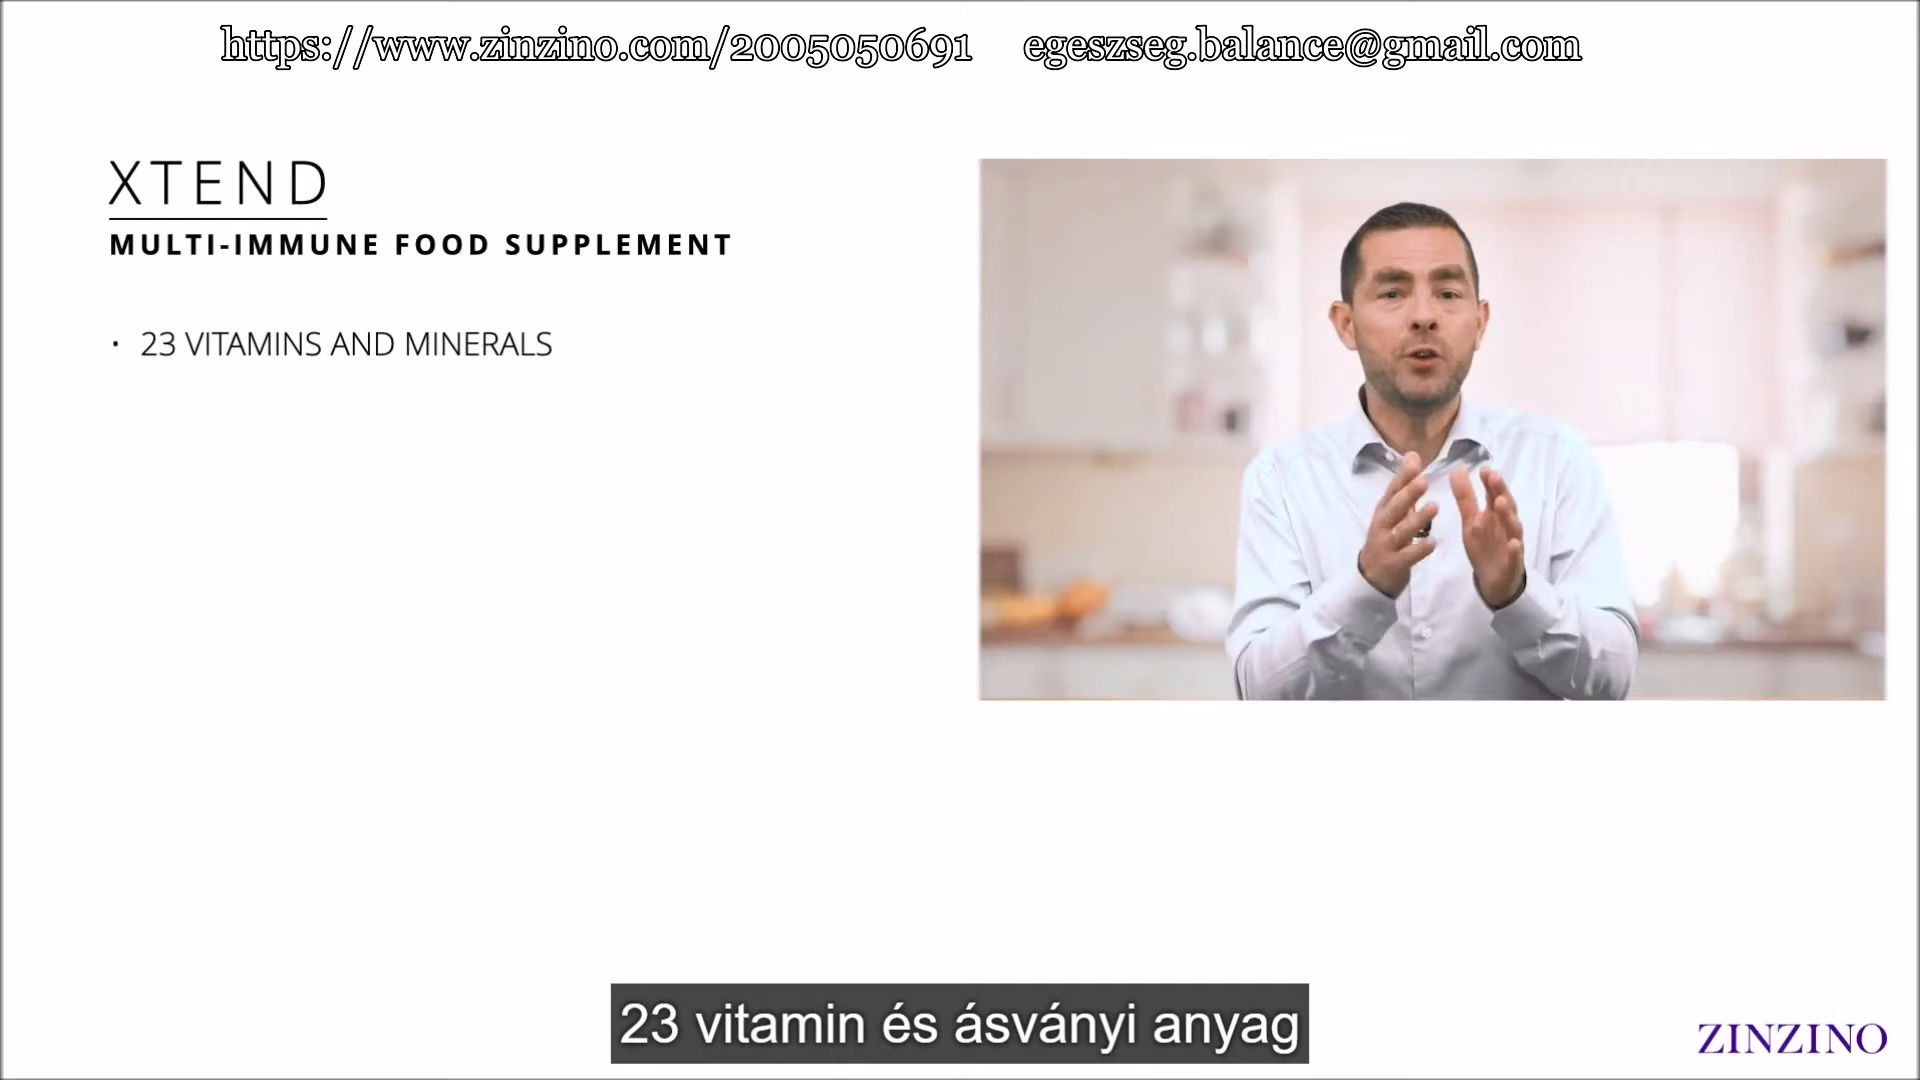 https://www.zinzino.com/2005050691 egeszseg.balance@gmail.com
XTEND
MULTI-IMMUNE FOOD SUPPLEMENT
• 23 VITAMINS AND MINERALS
23 vitamin és ásványi anyag
ZINZINO